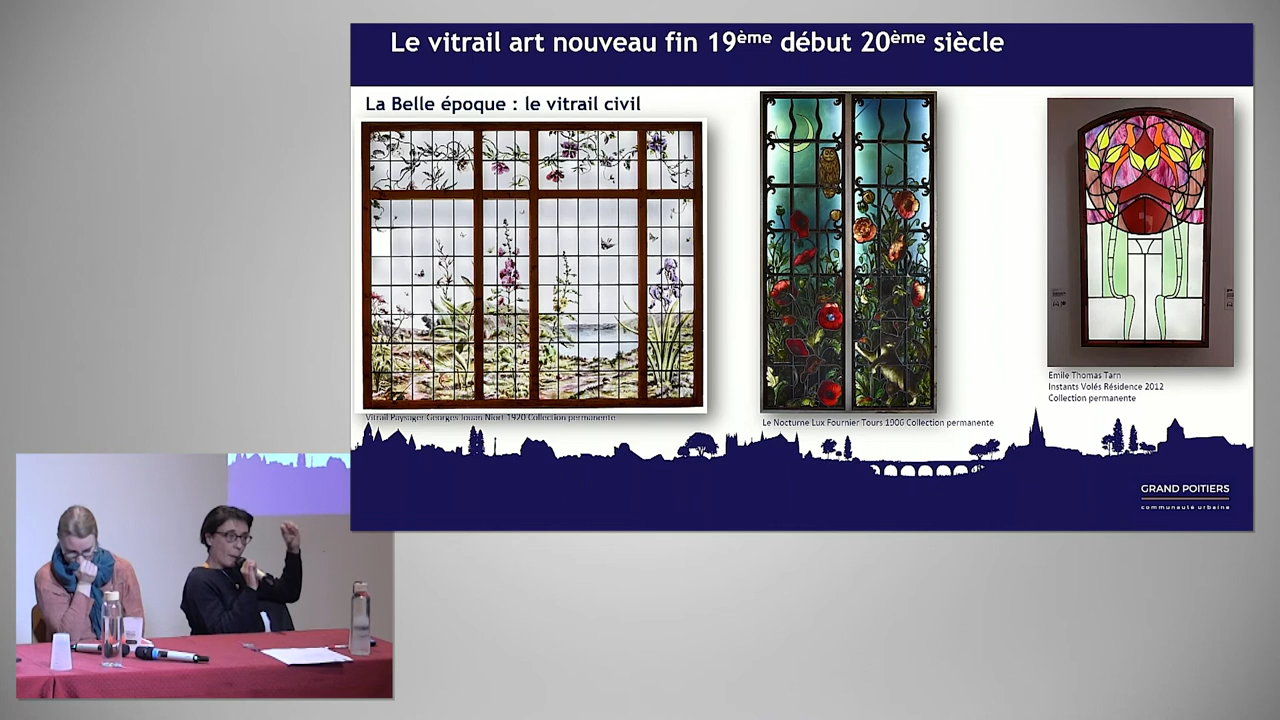 Le vitrail art nouveau fin 19ème début 20ème siècle
La Belle époque : le vitrail civil
Vitrail Paysager Georges Jouan Niort 1920 Collection permanente
Le Nocturne Lux Fournier Tours 1906 Collection permanente
Emile Thomas Tarn
Instants Volés Résidence 2012
Collection permanente
GRAND POITIERS
communauté urbaine